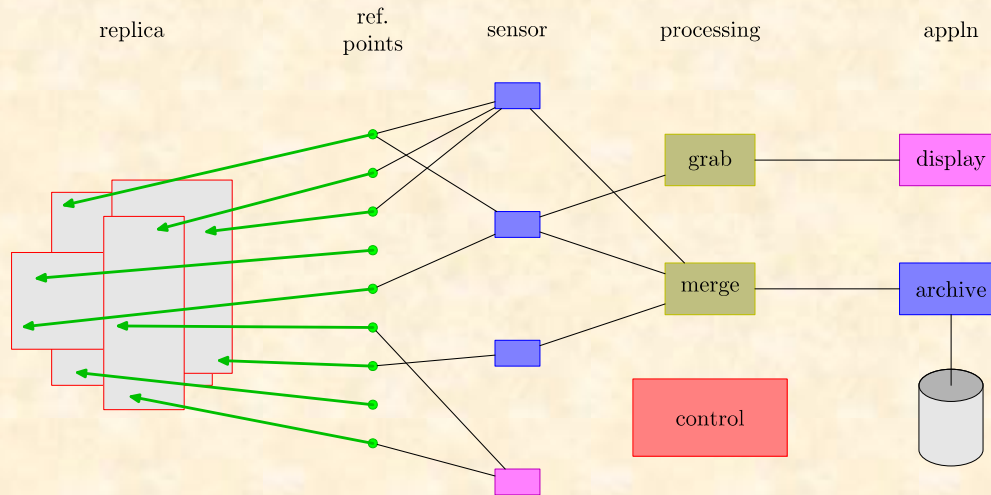 replica
ref.
points
sensor
processing
appln
grab
display
merge
archive
control